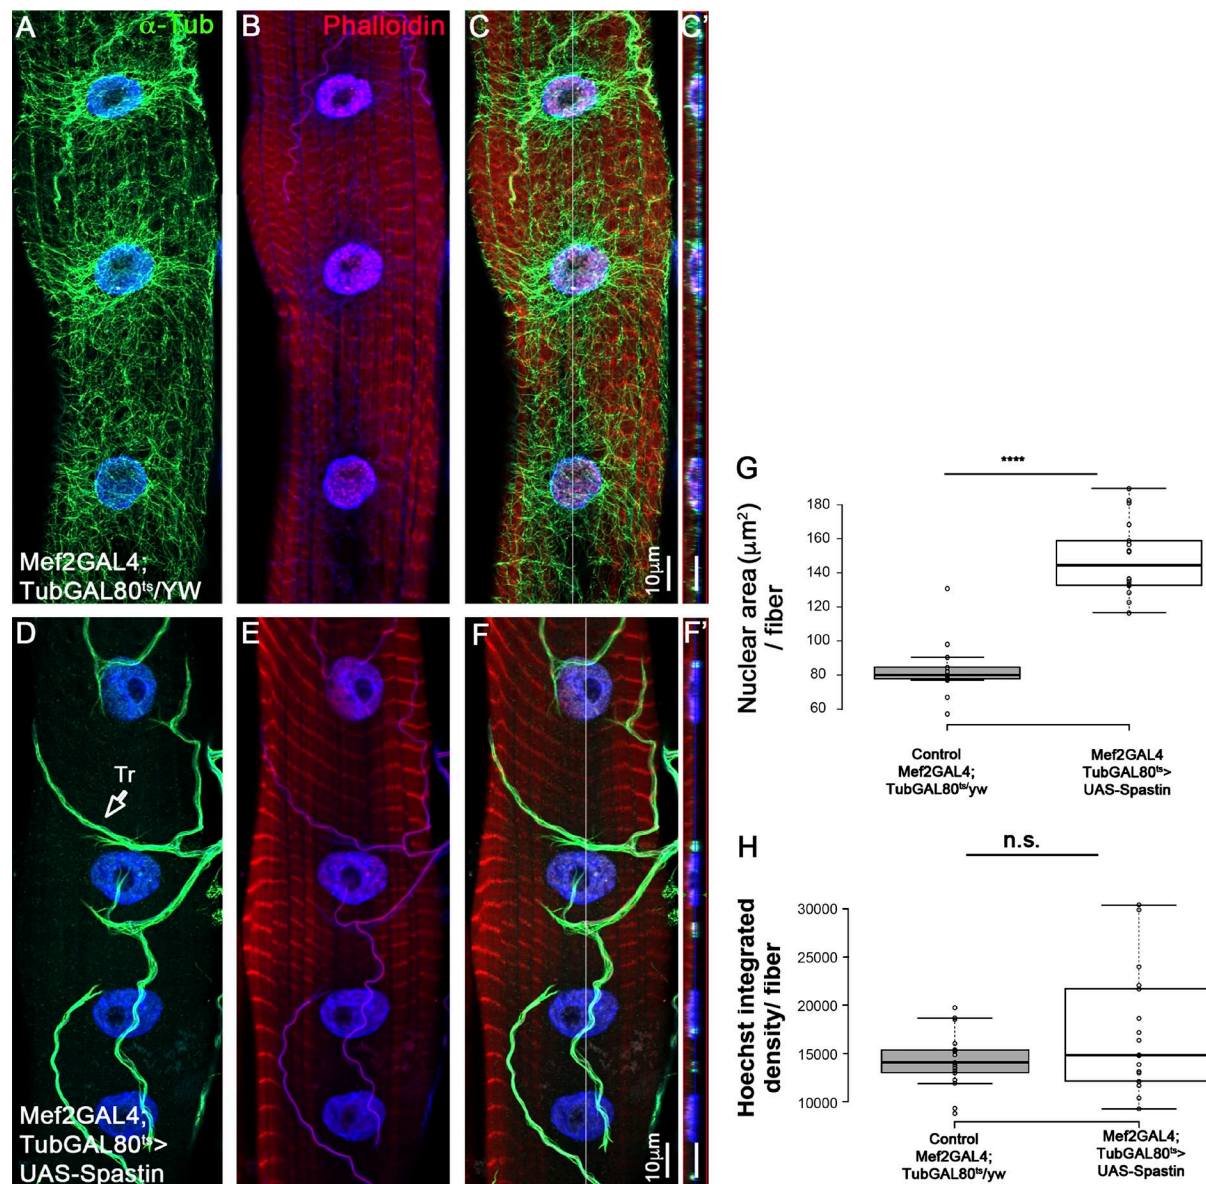 A
α-Tub
B
Phalloidin
C
C'
Mef2GAL4;
TubGAL80ts/YW
10μm
D
E
F
F'
Tr
Mef2GAL4;
TubGAL80ts>
UAS-Spastin
10μm
G
Nuclear area (μm²)
/ fiber
****
180
160
140
120
100
80
60
Control
Mef2GAL4;
TubGAL80ts/yw
Mef2GAL4
TubGAL80ts>
UAS-Spastin
H
n.s.
Hoechst integrated
density/ fiber
30000
25000
20000
15000
10000
Control
Mef2GAL4;
TubGAL80ts/yw
Mef2GAL4;
TubGAL80ts>
UAS-Spastin